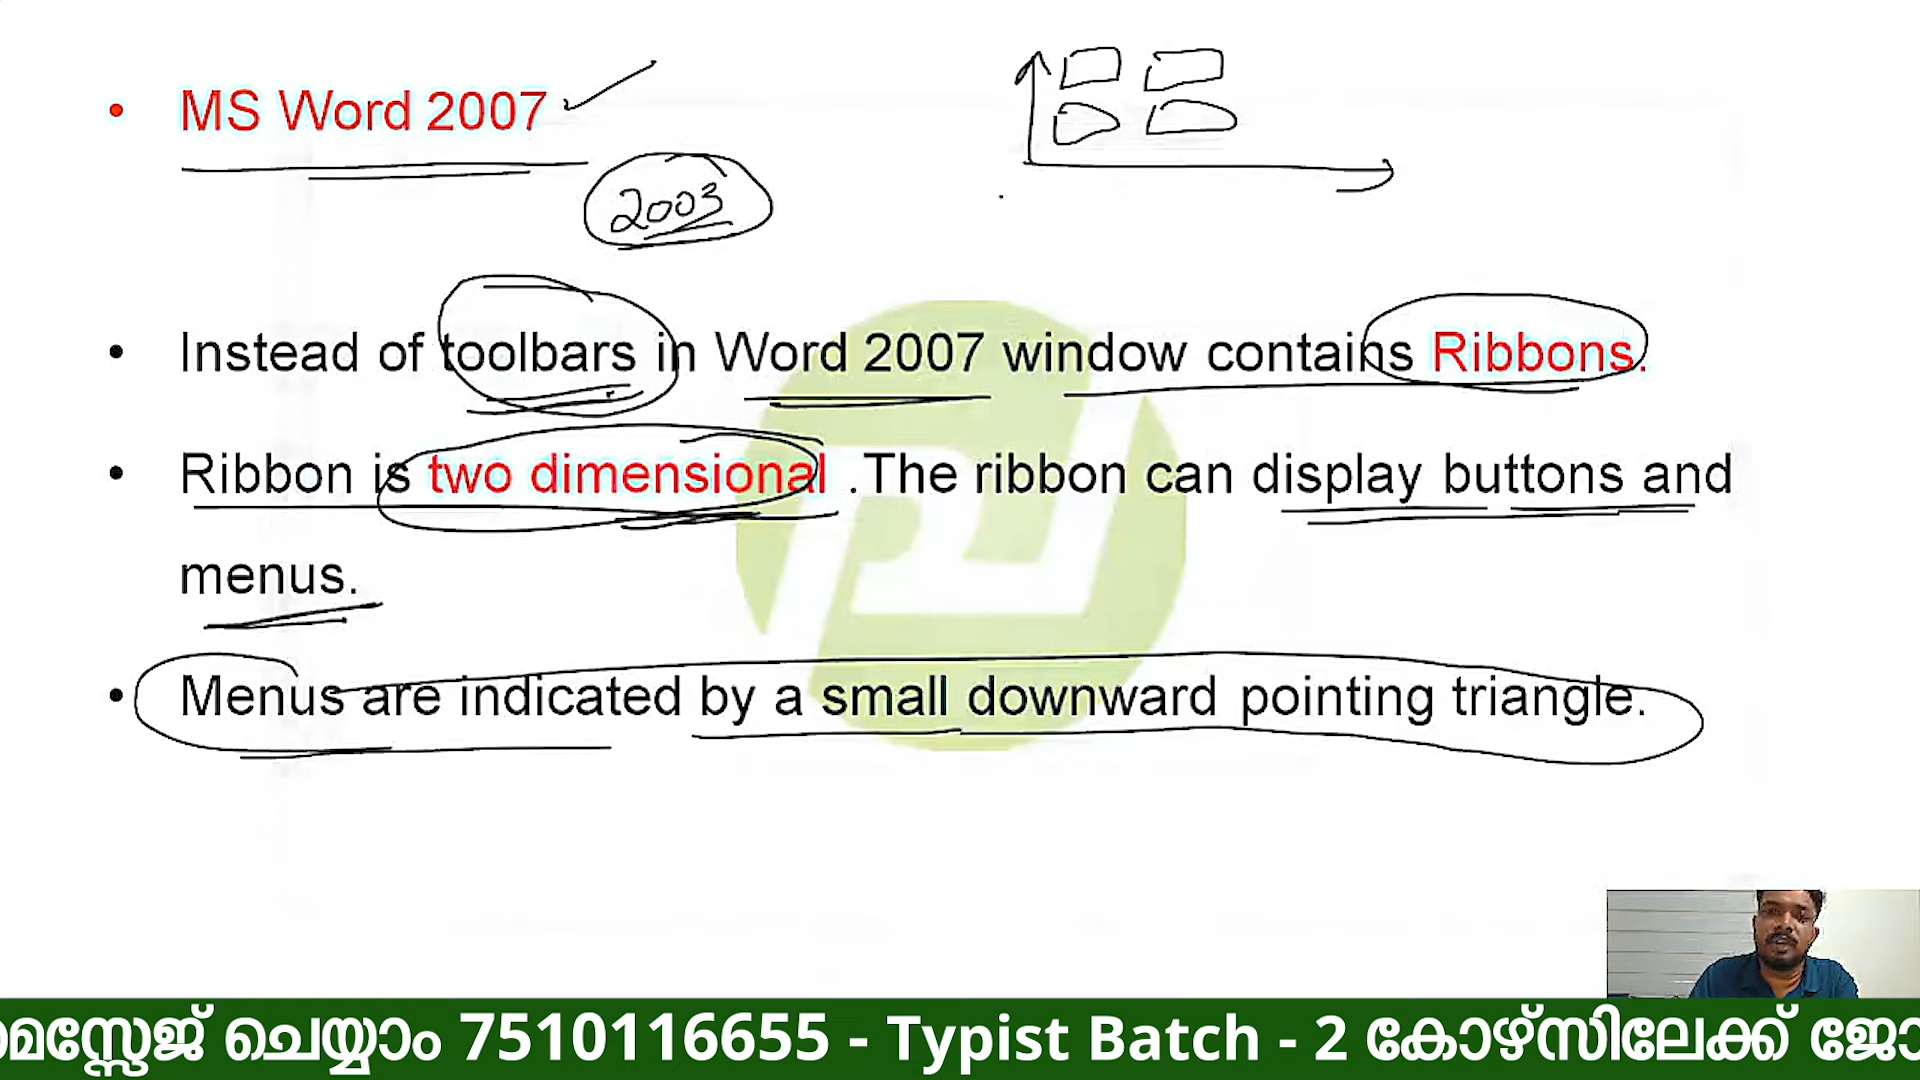 • MS Word 2007
2003
• Instead of toolbars in Word 2007 window contains Ribbons.
• Ribbon is two dimensional .The ribbon can display buttons and
menus.
• Menus are indicated by a small downward pointing triangle.
മെസ്സേജ് ചെയ്യാം 7510116655 - Typist Batch - 2 കോഴ്സിലേക്ക്